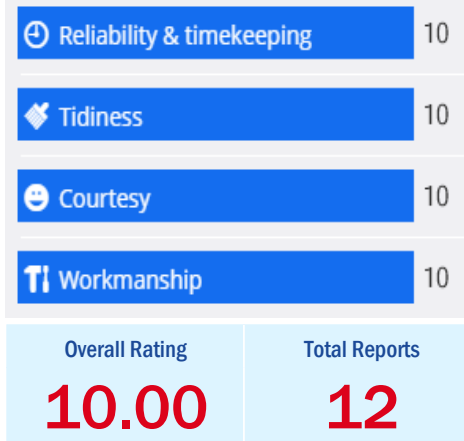 Reliability & timekeeping 10
Tidiness 10
Courtesy 10
Workmanship 10
Overall Rating Total Reports
10.00 12